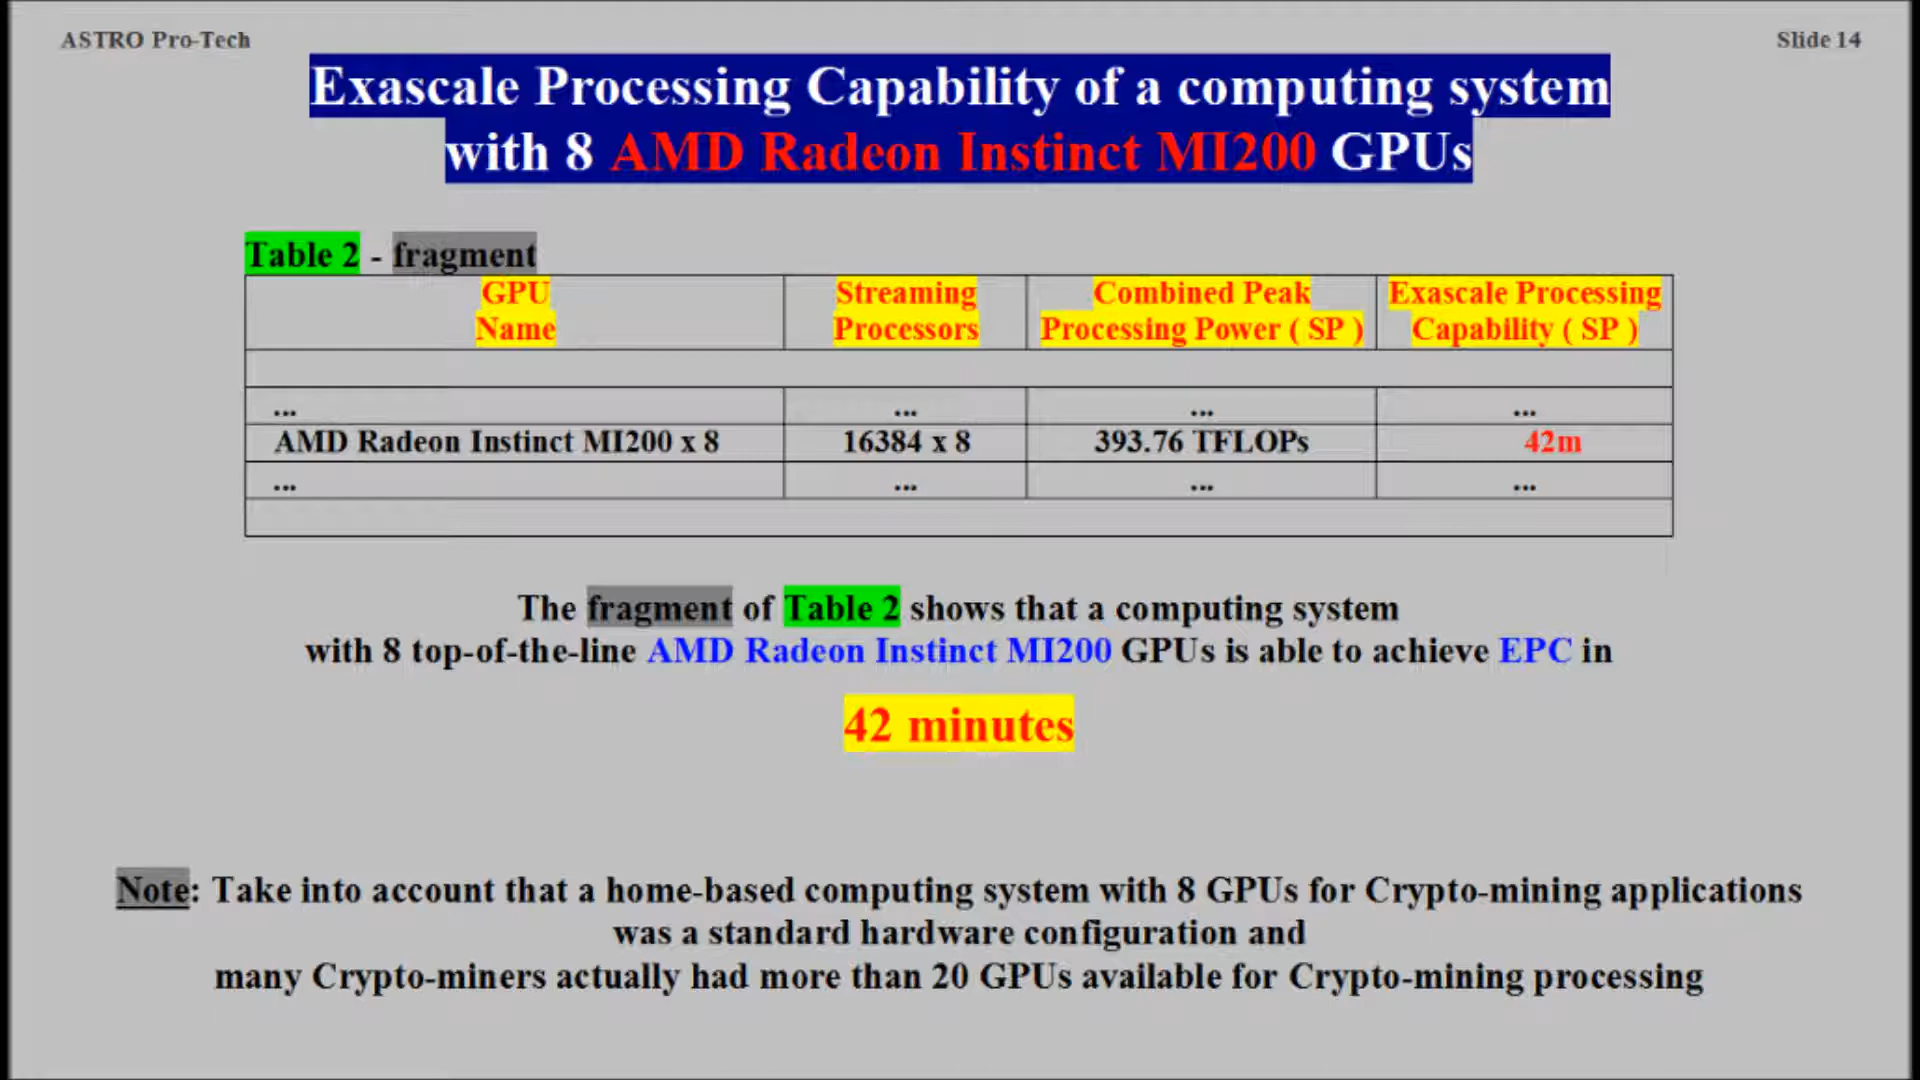 ASTRO Pro-Tech
Slide 14
Exascale Processing Capability of a computing system
with 8 AMD Radeon Instinct MI200 GPUs
Table 2 - fragment
GPU Name
Streaming Processors
Combined Peak Processing Power ( SP )
Exascale Processing Capability ( SP )
... ... ... ...
AMD Radeon Instinct MI200 x 8 16384 x 8 393.76 TFLOPs 42m
... ... ... ...
The fragment of Table 2 shows that a computing system
with 8 top-of-the-line AMD Radeon Instinct MI200 GPUs is able to achieve EPC in
42 minutes
Note: Take into account that a home-based computing system with 8 GPUs for Crypto-mining applications
was a standard hardware configuration and
many Crypto-miners actually had more than 20 GPUs available for Crypto-mining processing